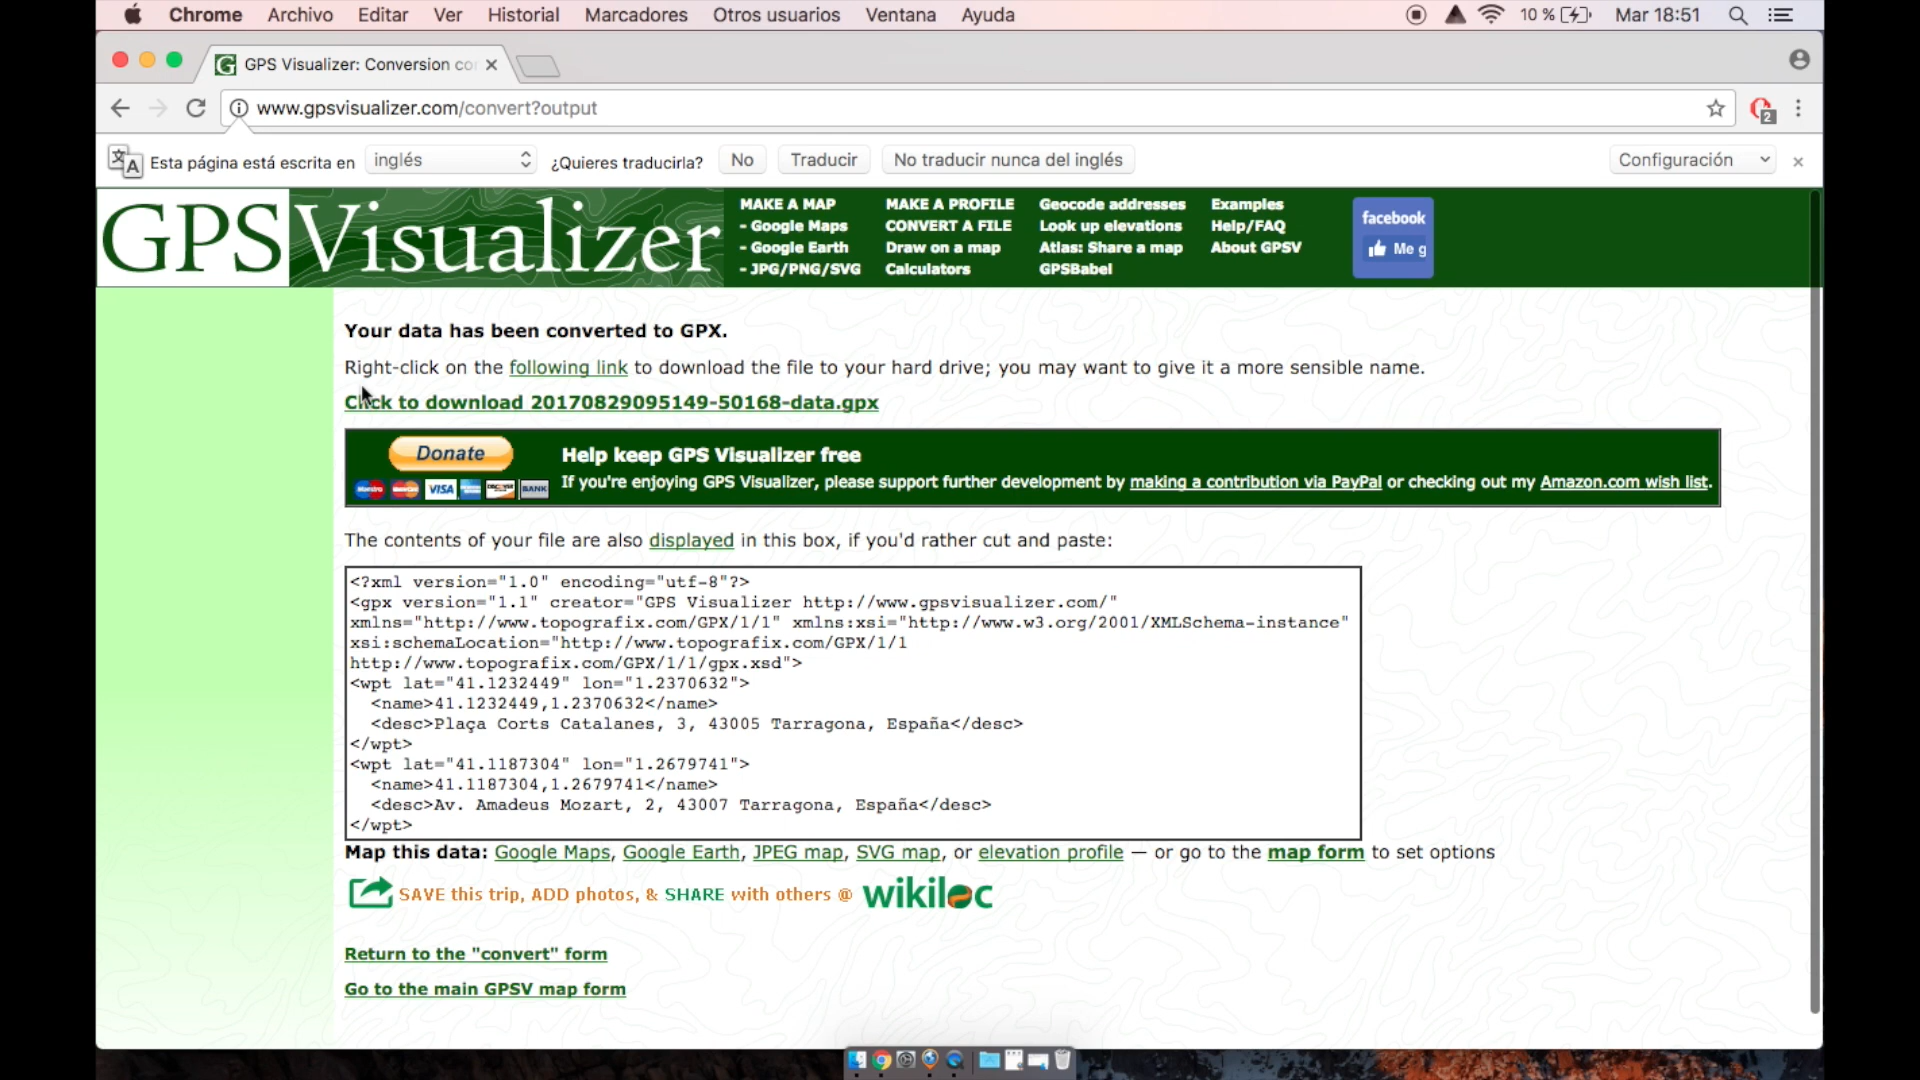 Chrome Archivo Editar Ver Historial Marcadores Otros usuarios Ventana Ayuda 10 % Mar 18:51
GPS Visualizer: Conversion co
www.gpsvisualizer.com/convert?output
2
Esta página está escrita en inglés ¿Quieres traducirla? No Traducir No traducir nunca del inglés Configuración
GPSVisualizer
MAKE A MAP
- Google Maps
- Google Earth
- JPG/PNG/SVG
MAKE A PROFILE
CONVERT A FILE
Draw on a map
Calculators
Geocode addresses
Look up elevations
Atlas: Share a map
GPSBabel
Examples
Help/FAQ
About GPSV
facebook
Me g
Your data has been converted to GPX.
Right-click on the following link to download the file to your hard drive; you may want to give it a more sensible name.
Click to download 20170829095149-50168-data.gpx
Donate
VISA
BANK
Help keep GPS Visualizer free
If you're enjoying GPS Visualizer, please support further development by making a contribution via PayPal or checking out my Amazon.com wish list.
The contents of your file are also displayed in this box, if you'd rather cut and paste:
<?xml version="1.0" encoding="utf-8"?>
<gpx version="1.1" creator="GPS Visualizer http://www.gpsvisualizer.com/"
xmlns="http://www.topografix.com/GPX/1/1" xmlns:xsi="http://www.w3.org/2001/XMLSchema-instance"
xsi:schemaLocation="http://www.topografix.com/GPX/1/1
http://www.topografix.com/GPX/1/1/gpx.xsd">
<wpt lat="41.1232449" lon="1.2370632">
<name>41.1232449,1.2370632</name>
<desc>Plaça Corts Catalanes, 3, 43005 Tarragona, España</desc>
</wpt>
<wpt lat="41.1187304" lon="1.2679741">
<name>41.1187304,1.2679741</name>
<desc>Av. Amadeus Mozart, 2, 43007 Tarragona, España</desc>
</wpt>
Map this data: Google Maps, Google Earth, JPEG map, SVG map, or elevation profile — or go to the map form to set options
SAVE this trip, ADD photos, & SHARE with others @ wikiloc
Return to the "convert" form
Go to the main GPSV map form